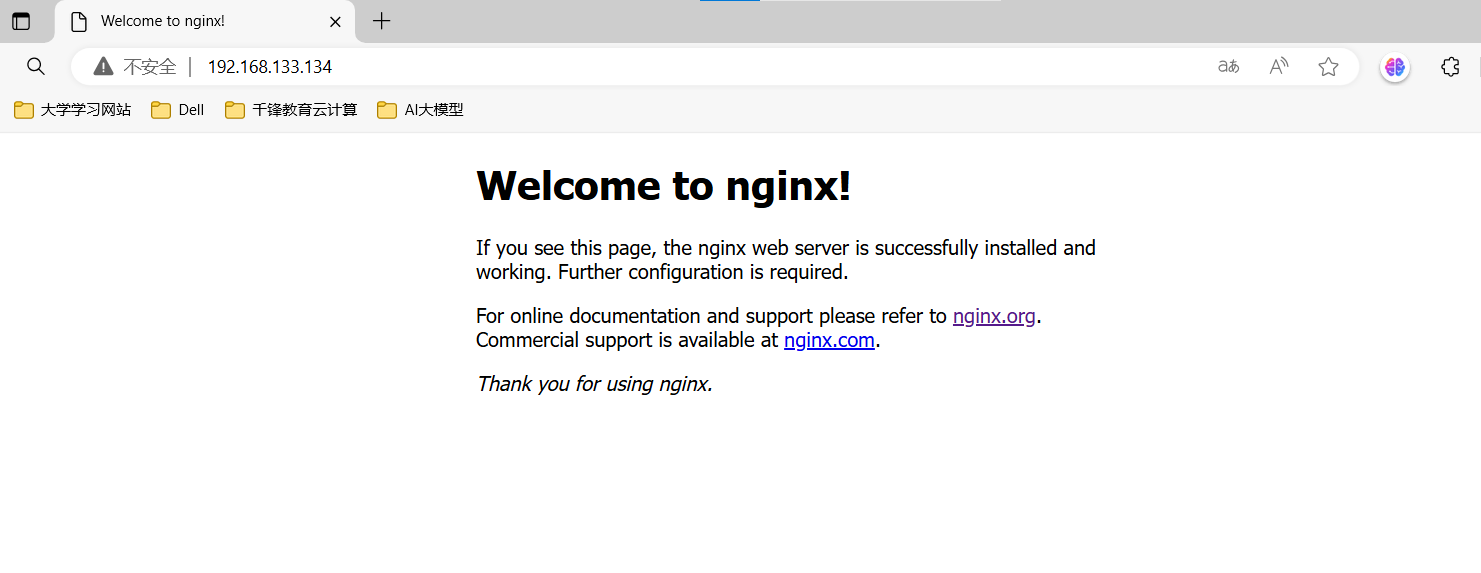 Welcome to nginx!
不安全 192.168.133.134
大学学习网站 Dell 千锋教育云计算 AI大模型
Welcome to nginx!
If you see this page, the nginx web server is successfully installed and
working. Further configuration is required.
For online documentation and support please refer to nginx.org.
Commercial support is available at nginx.com.
Thank you for using nginx.